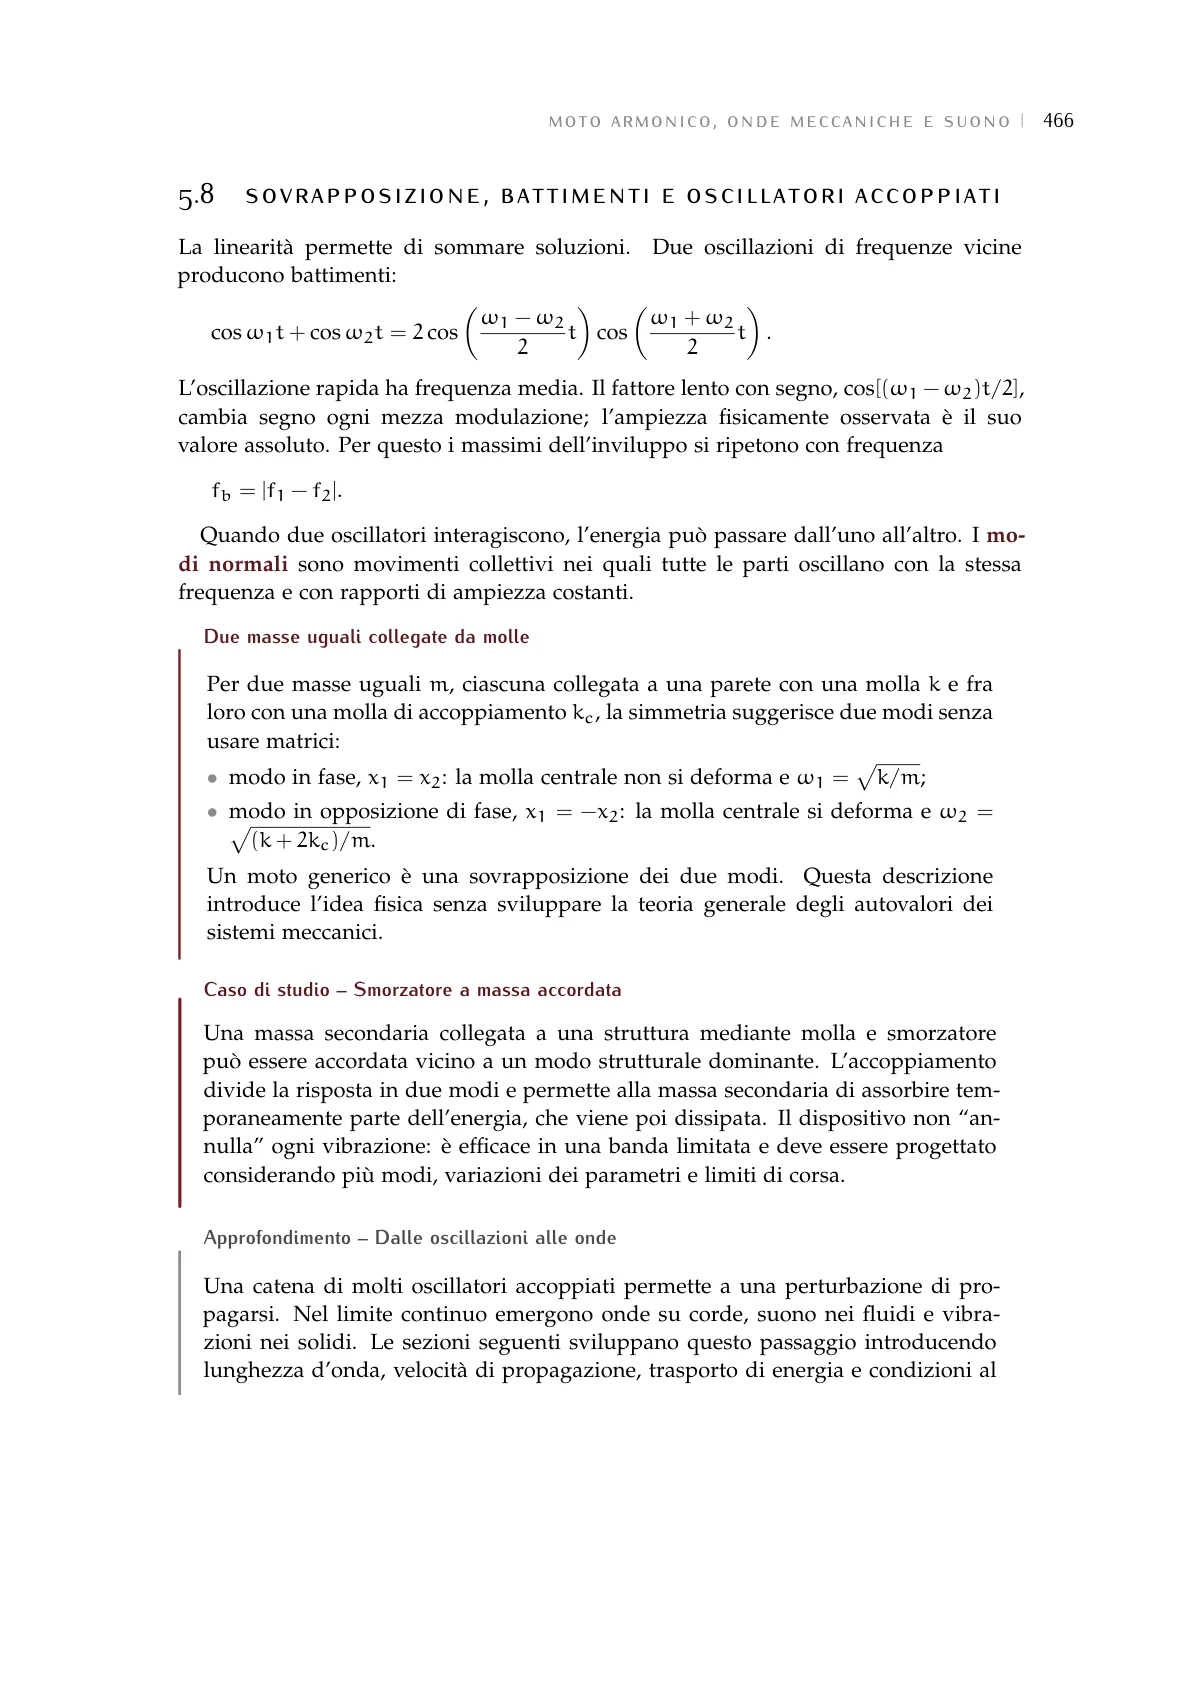 MOTO ARMONICO, ONDE MECCANICHE E SUONO | 466
5.8 SOVRAPPOSIZIONE, BATTIMENTI E OSCILLATORI ACCOPPIATI
La linearità permette di sommare soluzioni. Due oscillazioni di frequenze vicine
producono battimenti:
cos ω₁t + cos ω₂t = 2 cos ( (ω₁ − ω₂)/2 t ) cos ( (ω₁ + ω₂)/2 t ) .
L'oscillazione rapida ha frequenza media. Il fattore lento con segno, cos[(ω₁ − ω₂)t/2],
cambia segno ogni mezza modulazione; l'ampiezza fisicamente osservata è il suo
valore assoluto. Per questo i massimi dell'inviluppo si ripetono con frequenza
f_b = |f₁ − f₂|.
Quando due oscillatori interagiscono, l'energia può passare dall'uno all'altro. I mo-
di normali sono movimenti collettivi nei quali tutte le parti oscillano con la stessa
frequenza e con rapporti di ampiezza costanti.
Due masse uguali collegate da molle
Per due masse uguali m, ciascuna collegata a una parete con una molla k e fra
loro con una molla di accoppiamento k_c, la simmetria suggerisce due modi senza
usare matrici:
• modo in fase, x₁ = x₂: la molla centrale non si deforma e ω₁ = √(k/m);
• modo in opposizione di fase, x₁ = −x₂: la molla centrale si deforma e ω₂ =
√((k + 2k_c)/m).
Un moto generico è una sovrapposizione dei due modi. Questa descrizione
introduce l'idea fisica senza sviluppare la teoria generale degli autovalori dei
sistemi meccanici.
Caso di studio – Smorzatore a massa accordata
Una massa secondaria collegata a una struttura mediante molla e smorzatore
può essere accordata vicino a un modo strutturale dominante. L'accoppiamento
divide la risposta in due modi e permette alla massa secondaria di assorbire tem-
poraneamente parte dell'energia, che viene poi dissipata. Il dispositivo non “an-
nulla” ogni vibrazione: è efficace in una banda limitata e deve essere progettato
considerando più modi, variazioni dei parametri e limiti di corsa.
Approfondimento – Dalle oscillazioni alle onde
Una catena di molti oscillatori accoppiati permette a una perturbazione di pro-
pagarsi. Nel limite continuo emergono onde su corde, suono nei fluidi e vibra-
zioni nei solidi. Le sezioni seguenti sviluppano questo passaggio introducendo
lunghezza d'onda, velocità di propagazione, trasporto di energia e condizioni al